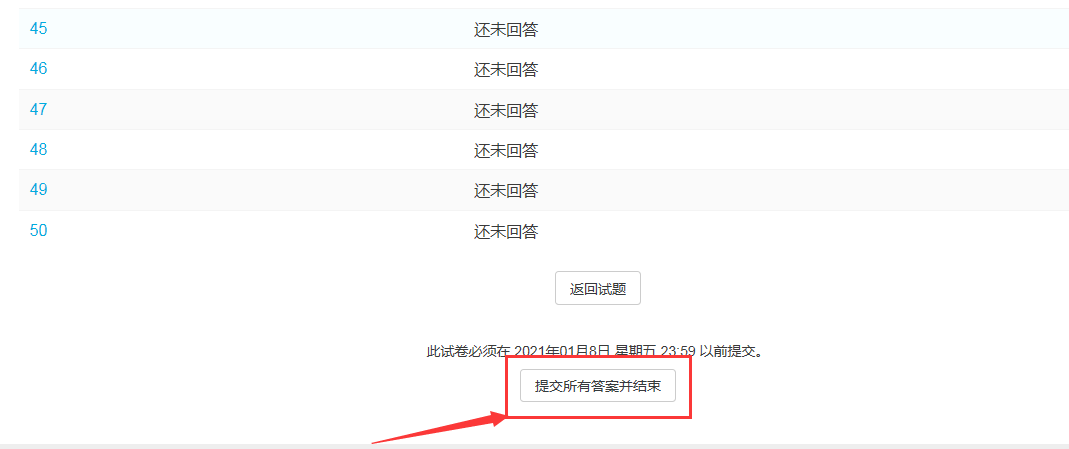 45 还未回答
46 还未回答
47 还未回答
48 还未回答
49 还未回答
50 还未回答
返回试题
此试卷必须在 2021年01月8日 星期五 23:59 以前提交。
提交所有答案并结束